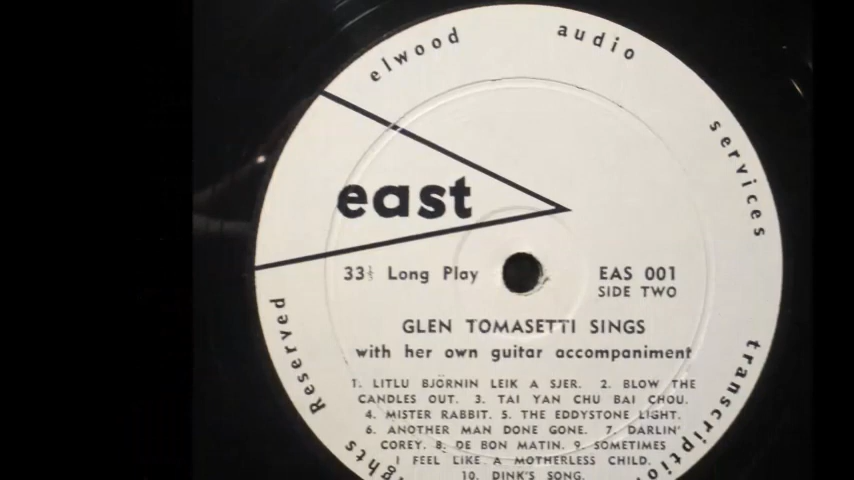 elwood audio services transcription
east
33⅓ Long Play
EAS 001
SIDE TWO
GLEN TOMASETTI SINGS
with her own guitar accompaniment
1. LITLU BJÖRNIN LEIK A SJER. 2. BLOW THE
CANDLES OUT. 3. TAI YAN CHU BAI CHOU.
4. MISTER RABBIT. 5. THE EDDYSTONE LIGHT.
6. ANOTHER MAN DONE GONE. 7. DARLIN'
COREY. 8. DE BON MATIN. 9. SOMETIMES
I FEEL LIKE A MOTHERLESS CHILD.
10. DINK'S SONG.
Reserved